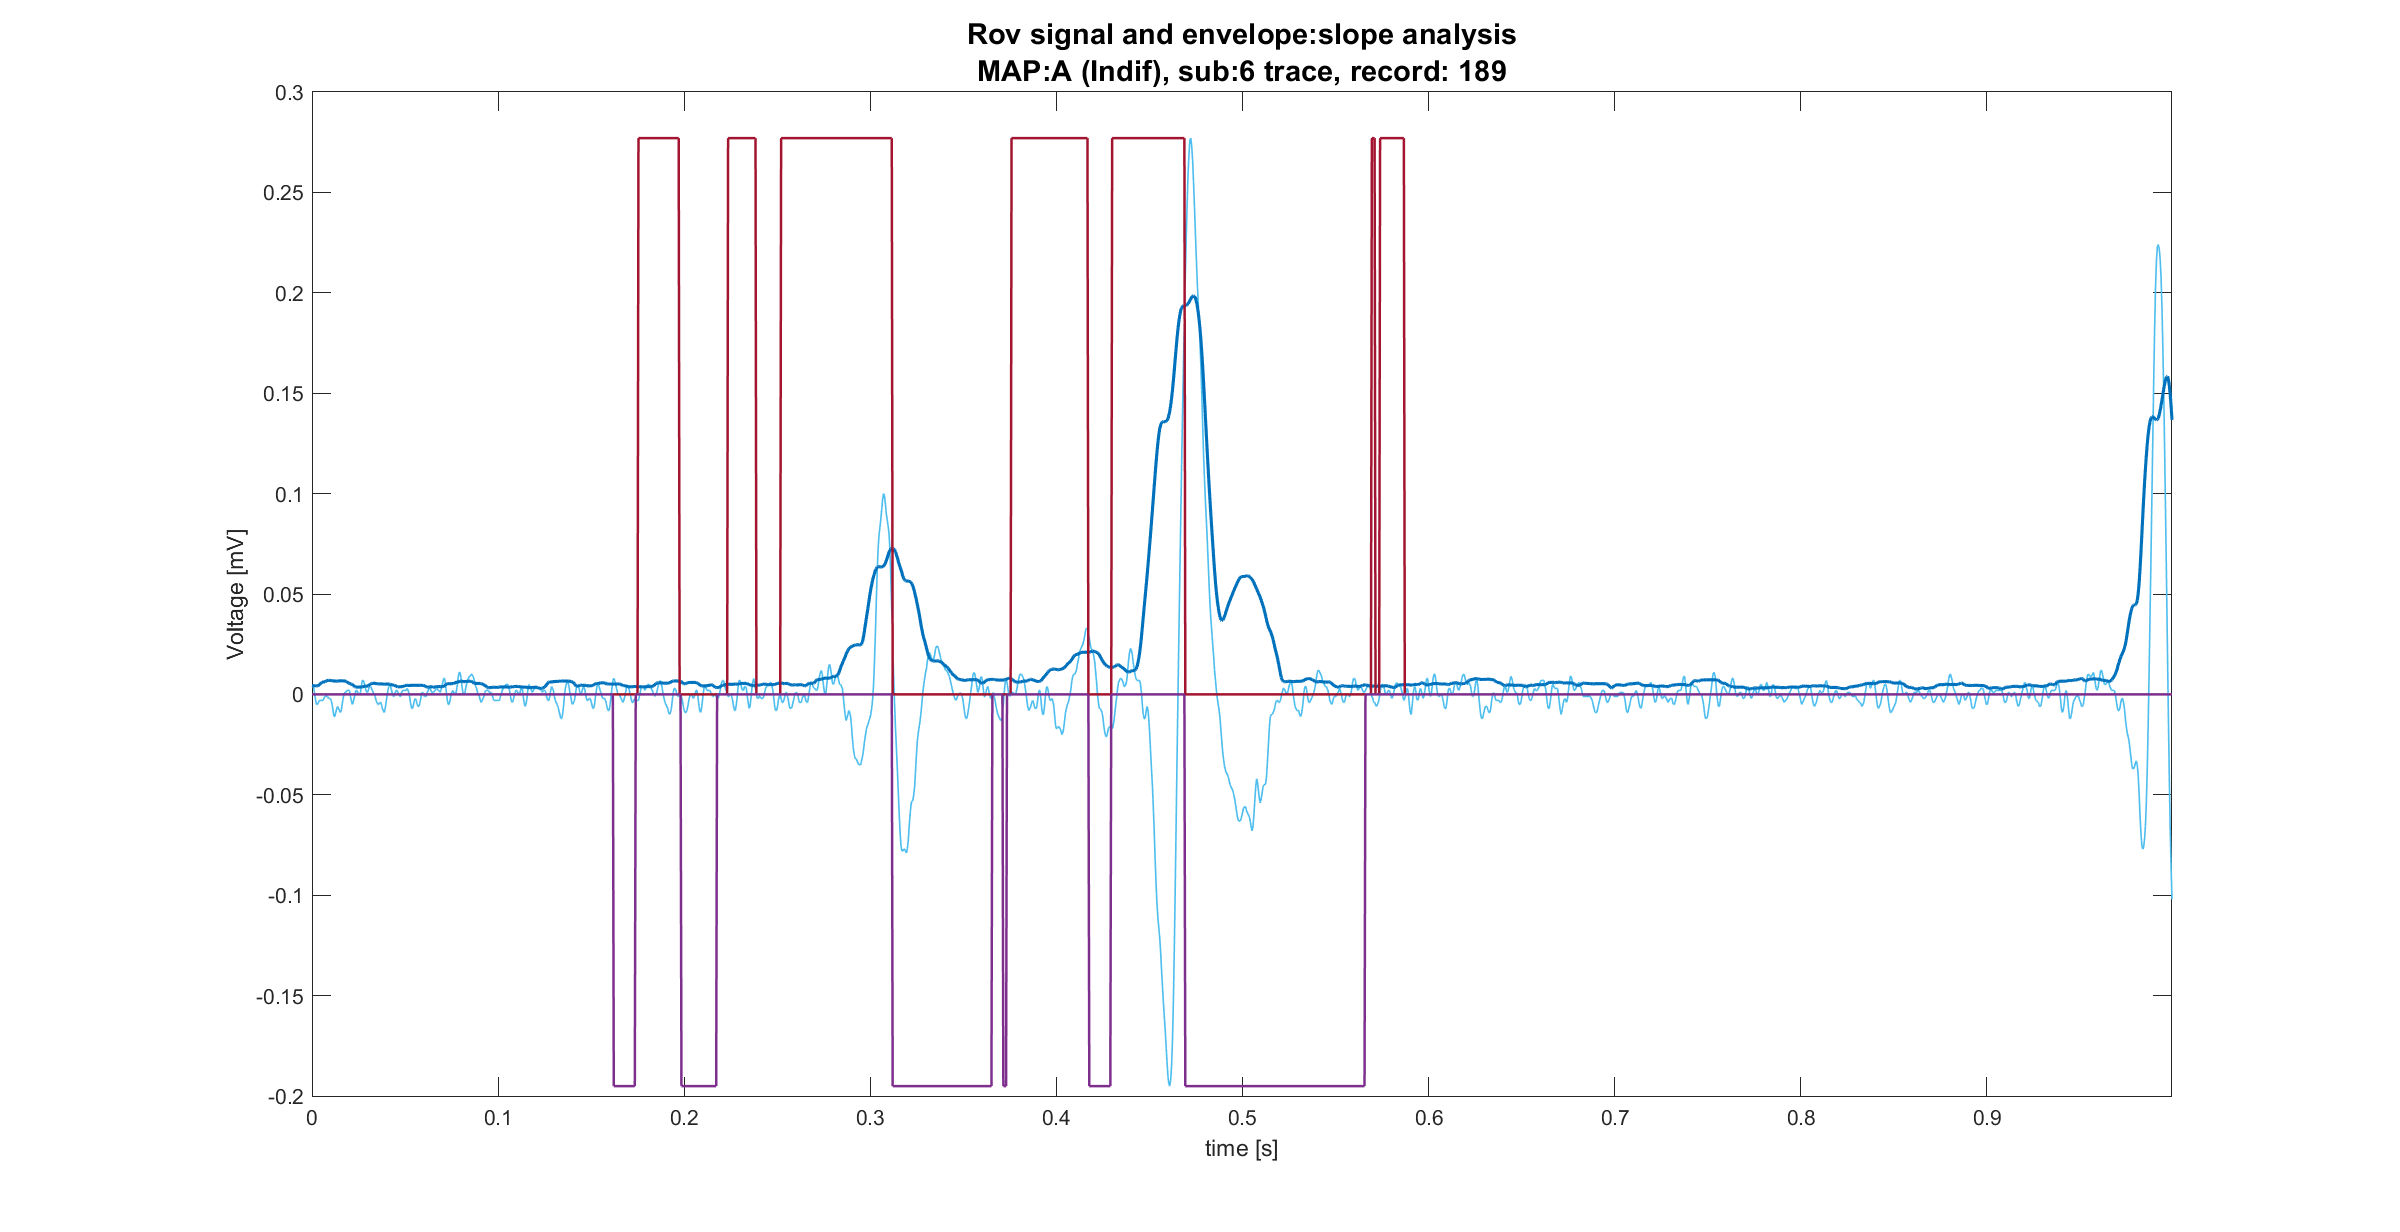 Rov signal and envelope:slope analysis
MAP:A (Indif), sub:6 trace, record: 189
0.3
0.25
0.2
0.15
0.1
0.05
0
-0.05
-0.1
-0.15
-0.2
Voltage [mV]
0 0.1 0.2 0.3 0.4 0.5 0.6 0.7 0.8 0.9
time [s]